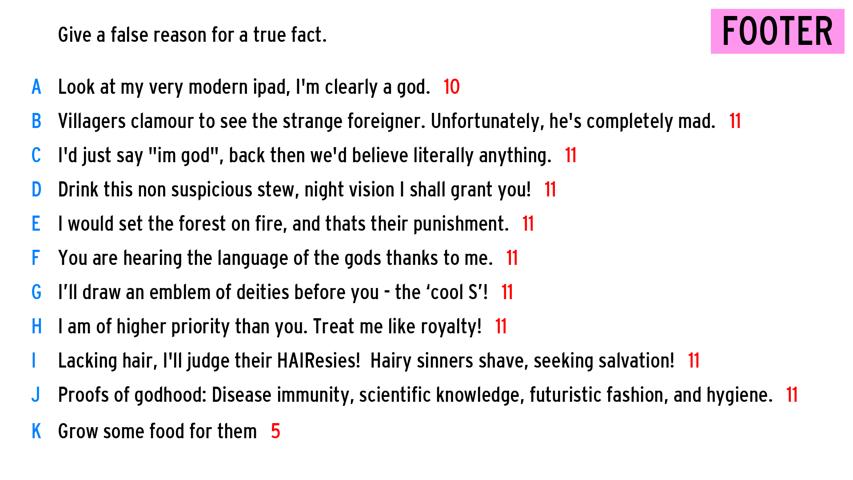 Give a false reason for a true fact.
FOOTER
A Look at my very modern ipad, I'm clearly a god. 10
B Villagers clamour to see the strange foreigner. Unfortunately, he's completely mad. 11
C I'd just say "im god", back then we'd believe literally anything. 11
D Drink this non suspicious stew, night vision I shall grant you! 11
E I would set the forest on fire, and thats their punishment. 11
F You are hearing the language of the gods thanks to me. 11
G I’ll draw an emblem of deities before you - the ‘cool S’! 11
H I am of higher priority than you. Treat me like royalty! 11
I Lacking hair, I'll judge their HAIResies!  Hairy sinners shave, seeking salvation! 11
J Proofs of godhood: Disease immunity, scientific knowledge, futuristic fashion, and hygiene. 11
K Grow some food for them 5